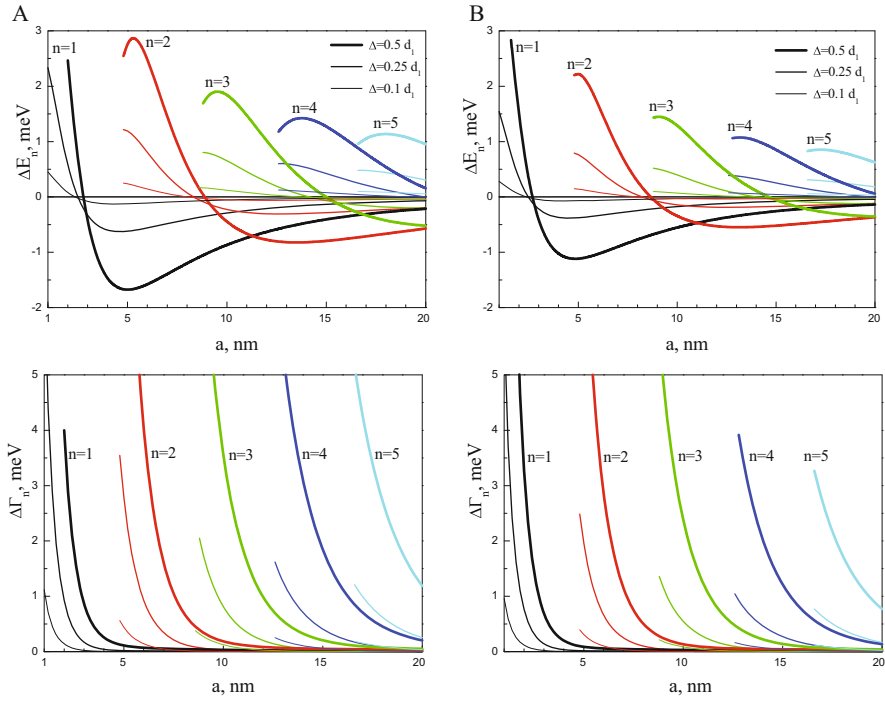 A
3
n=1
n=2
Δ=0.5 d₁
Δ=0.25 d₁
Δ=0.1 d₁
2
n=3
n=4
n=5
1
ΔEₙ, meV
0
-1
-2
1 5 10 15 20
a, nm
B
3
n=1
Δ=0.5 d₁
Δ=0.25 d₁
Δ=0.1 d₁
n=2
2
n=3
n=4
n=5
1
ΔEₙ, meV
0
-1
-2
5 10 15 20
a, nm
5
4
n=1 n=2 n=3 n=4 n=5
3
ΔΓₙ, meV
2
1
0
1 5 10 15 20
a, nm
5
4
n=1 n=2 n=3 n=4 n=5
3
ΔΓₙ, meV
2
1
0
5 10 15 20
a, nm